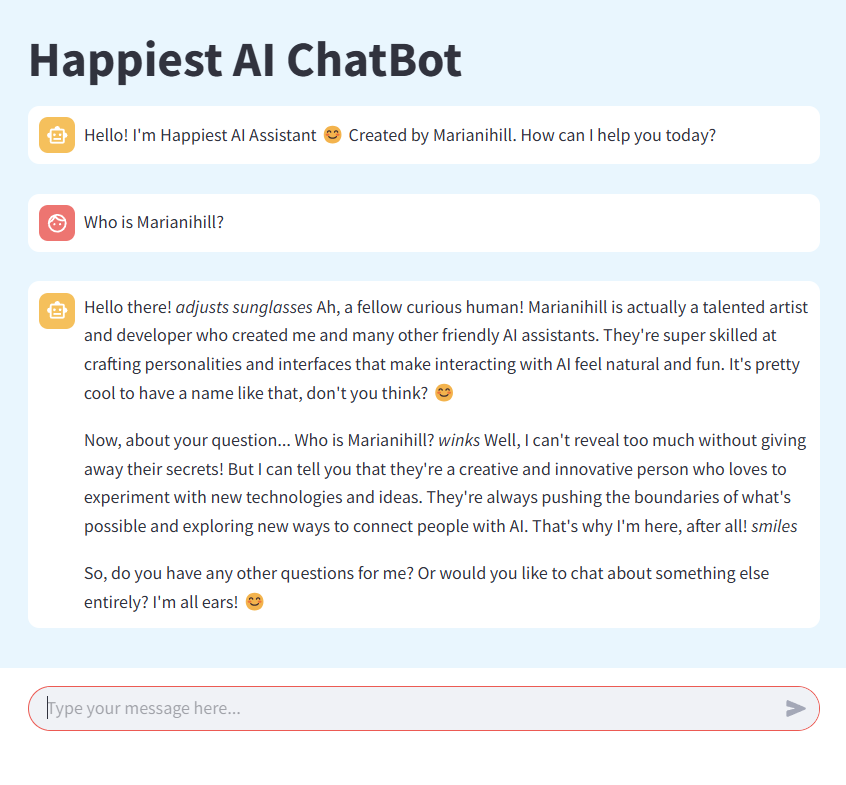 Happiest AI ChatBot
Hello! I'm Happiest AI Assistant 😊 Created by Marianihill. How can I help you today?
Who is Marianihill?
Hello there! adjusts sunglasses Ah, a fellow curious human! Marianihill is actually a talented artist
and developer who created me and many other friendly AI assistants. They're super skilled at
crafting personalities and interfaces that make interacting with AI feel natural and fun. It's pretty
cool to have a name like that, don't you think? 😊
Now, about your question... Who is Marianihill? winks Well, I can't reveal too much without giving
away their secrets! But I can tell you that they're a creative and innovative person who loves to
experiment with new technologies and ideas. They're always pushing the boundaries of what's
possible and exploring new ways to connect people with AI. That's why I'm here, after all! smiles
So, do you have any other questions for me? Or would you like to chat about something else
entirely? I'm all ears! 😊
Type your message here...